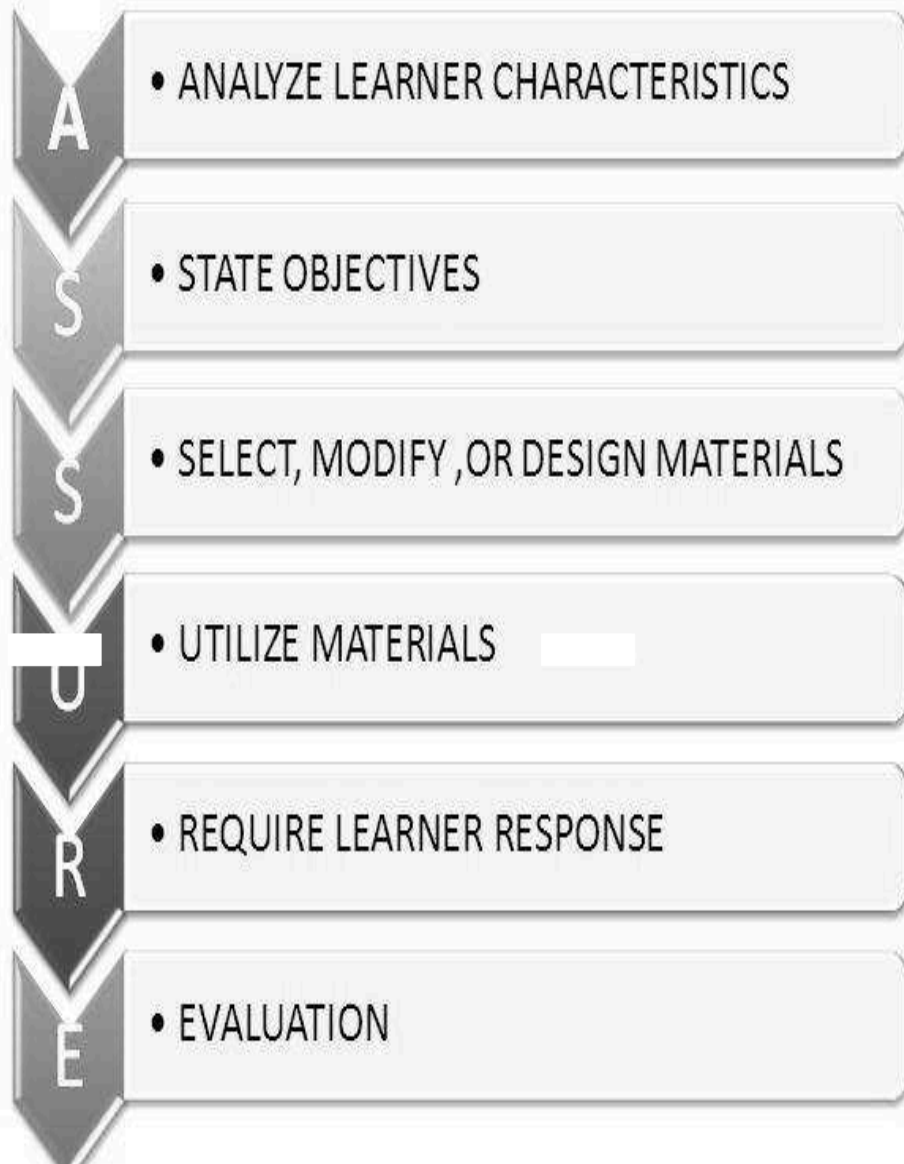 A
• ANALYZE LEARNER CHARACTERISTICS
S
• STATE OBJECTIVES
S
• SELECT, MODIFY ,OR DESIGN MATERIALS
U
• UTILIZE MATERIALS
R
• REQUIRE LEARNER RESPONSE
E
• EVALUATION